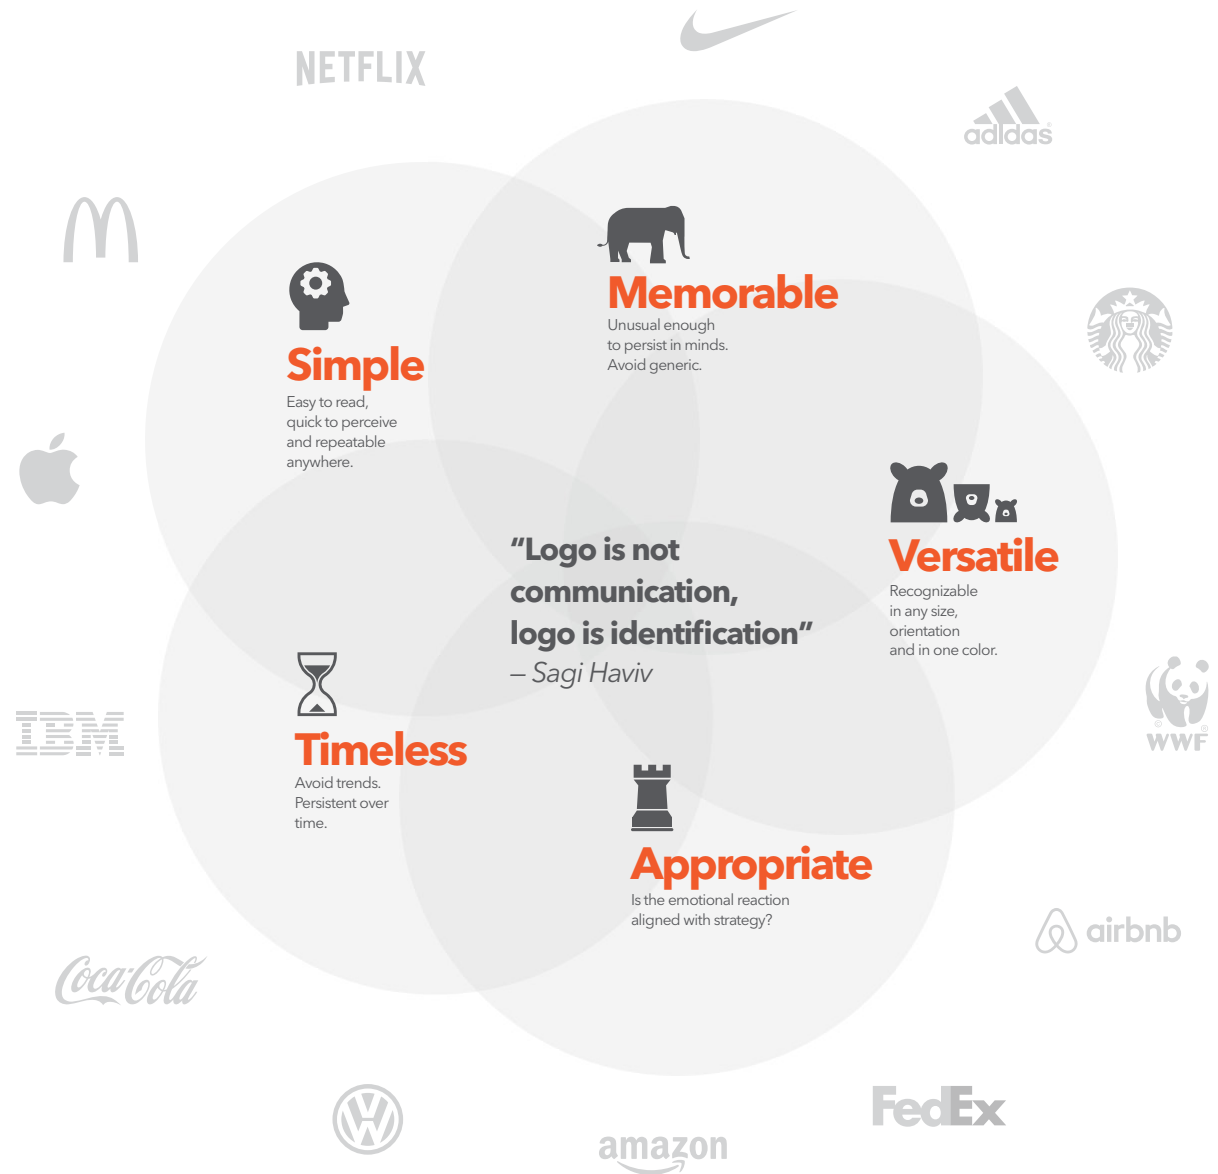 NETFLIX
adidas
Memorable
Unusual enough
to persist in minds.
Avoid generic.
Simple
Easy to read,
quick to perceive
and repeatable
anywhere.
“Logo is not
communication,
logo is identification”
– Sagi Haviv
Versatile
Recognizable
in any size,
orientation
and in one color.
IBM
WWF
Timeless
Avoid trends.
Persistent over
time.
Appropriate
Is the emotional reaction
aligned with strategy?
airbnb
Coca-Cola
FedEx
VW
amazon